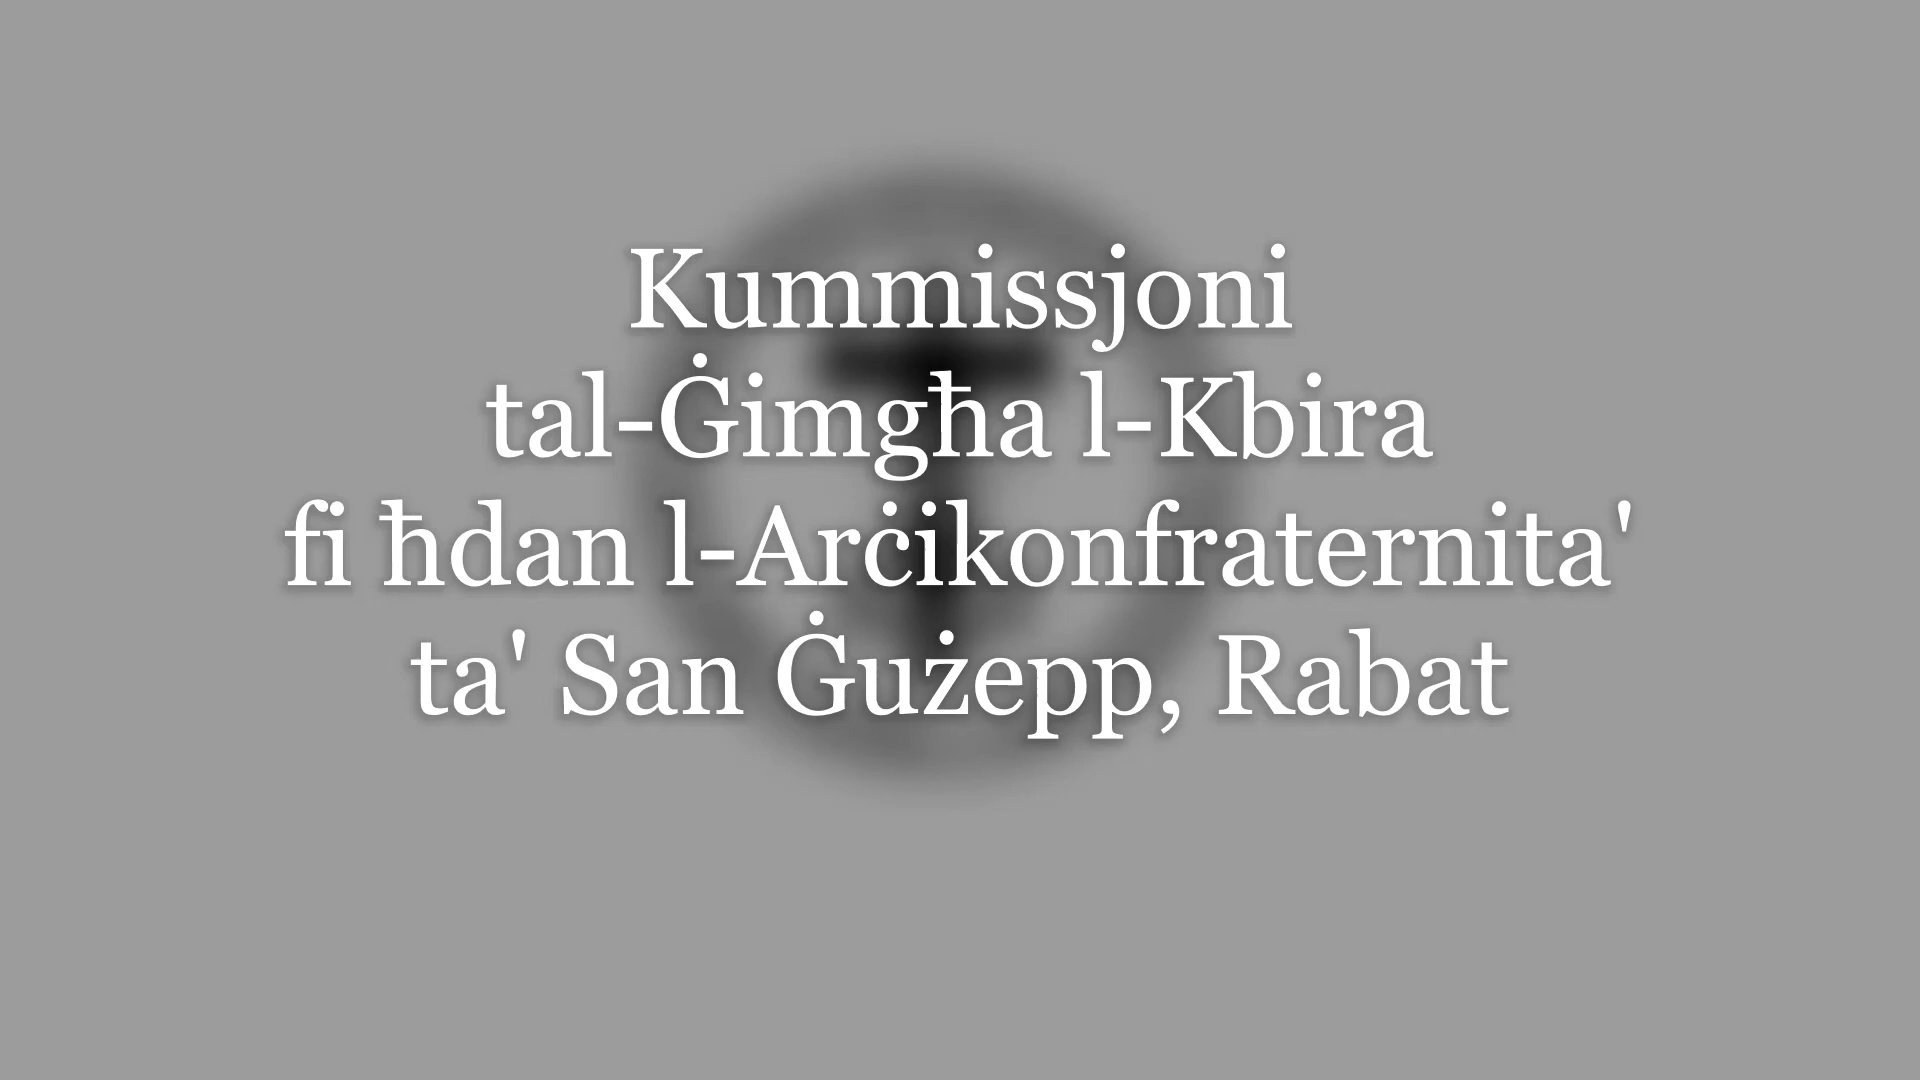 Kummissjoni
tal-Ġimgħa l-Kbira
fi ħdan l-Arċikonfraternita'
ta' San Ġużepp, Rabat